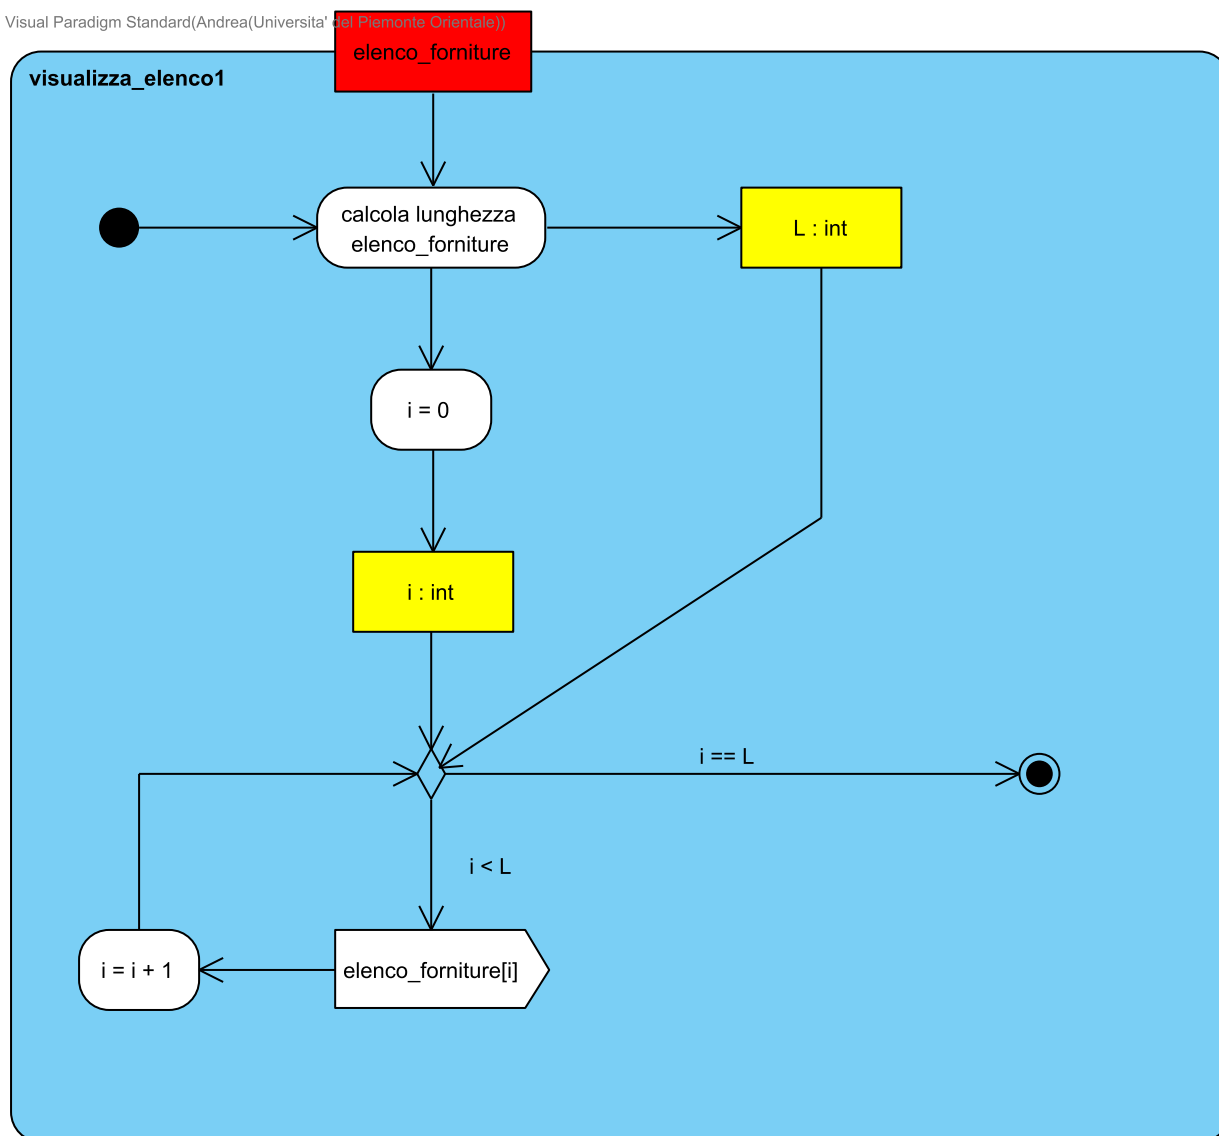 Visual Paradigm Standard(Andrea(Universita' del Piemonte Orientale))
elenco_forniture
visualizza_elenco1
calcola lunghezza
elenco_forniture
L : int
i = 0
i : int
i == L
i < L
i = i + 1
elenco_forniture[i]